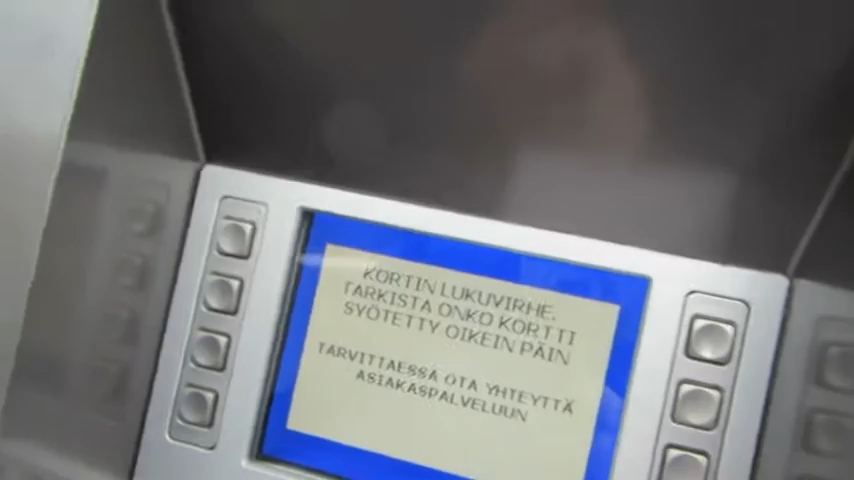 KORTIN LUKUVIRHE.
TARKISTA ONKO KORTTI
SYÖTETTY OIKEIN PÄIN
TARVITTAESSA OTA YHTEYTTÄ
ASIAKASPALVELUUN